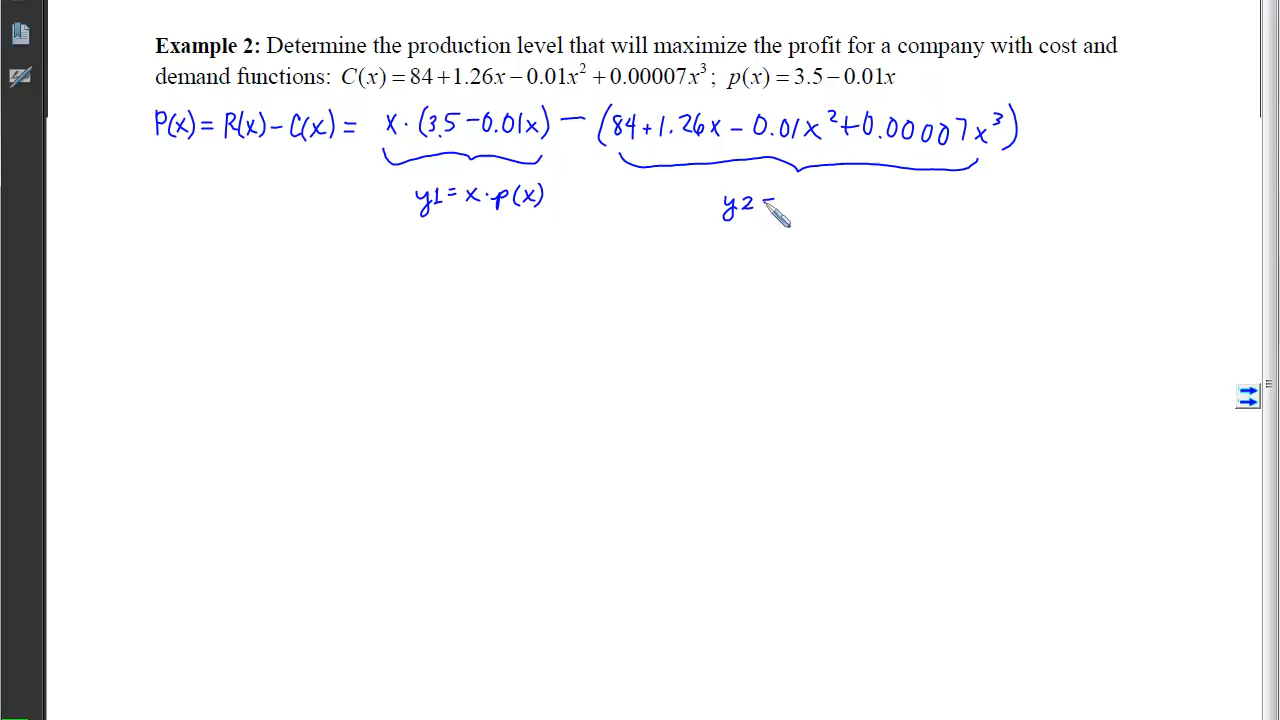 Example 2: Determine the production level that will maximize the profit for a company with cost and
demand functions: C(x) = 84 + 1.26x − 0.01x² + 0.00007x³ ; p(x) = 3.5 − 0.01x
P(x) = R(x) − C(x) = x · (3.5 − 0.01x) − (84 + 1.26x − 0.01x² + 0.00007x³)
y1 = x · p(x)
y2 =